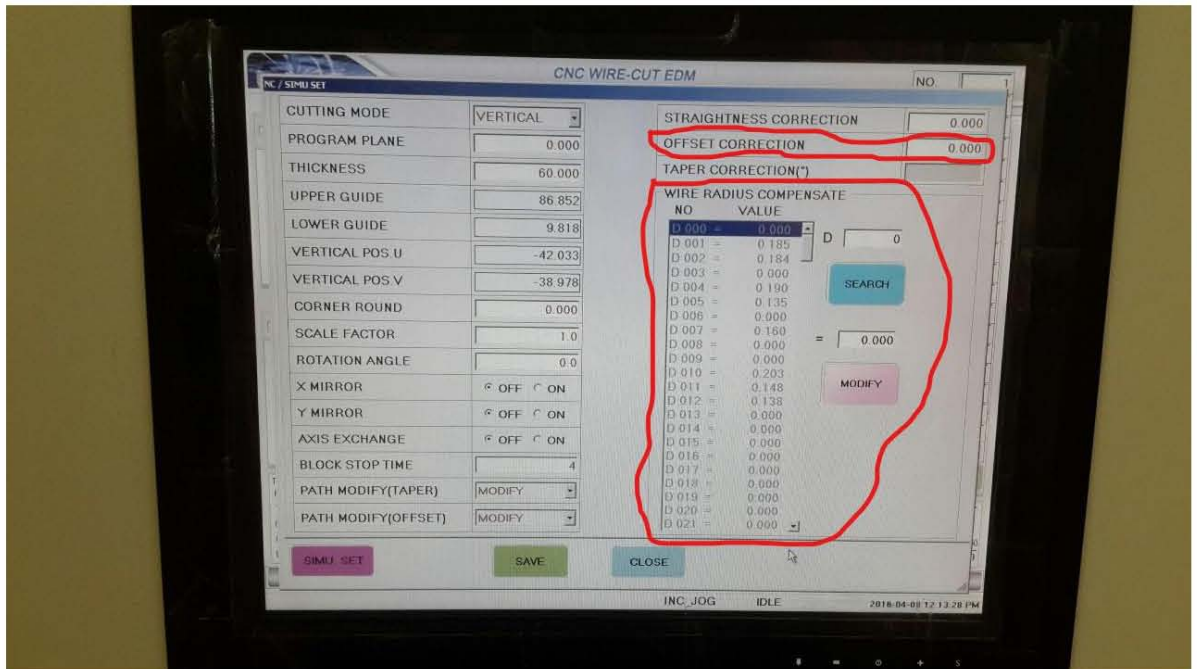 CNC WIRE-CUT EDM
NO. 1
NC / SIMU SET
CUTTING MODE VERTICAL
PROGRAM PLANE 0.000
THICKNESS 60.000
UPPER GUIDE 86.852
LOWER GUIDE 9.818
VERTICAL POS.U -42.033
VERTICAL POS.V -38.978
CORNER ROUND 0.000
SCALE FACTOR 1.0
ROTATION ANGLE 0.0
X MIRROR OFF ON
Y MIRROR OFF ON
AXIS EXCHANGE OFF ON
BLOCK STOP TIME 4
PATH MODIFY(TAPER) MODIFY
PATH MODIFY(OFFSET) MODIFY
STRAIGHTNESS CORRECTION 0.000
OFFSET CORRECTION 0.000
TAPER CORRECTION(°)
WIRE RADIUS COMPENSATE
NO VALUE
D 000 = 0.000
D 001 = 0.185
D 002 = 0.184
D 003 = 0.000
D 004 = 0.190
D 005 = 0.135
D 006 = 0.000
D 007 = 0.160
D 008 = 0.000
D 009 = 0.000
D 010 = 0.203
D 011 = 0.148
D 012 = 0.138
D 013 = 0.000
D 014 = 0.000
D 015 = 0.000
D 016 = 0.000
D 017 = 0.000
D 018 = 0.000
D 019 = 0.000
D 020 = 0.000
D 021 = 0.000
D 0
SEARCH
= 0.000
MODIFY
SIMU SET SAVE CLOSE
INC_JOG IDLE 2016-04-08 12:13:28 PM